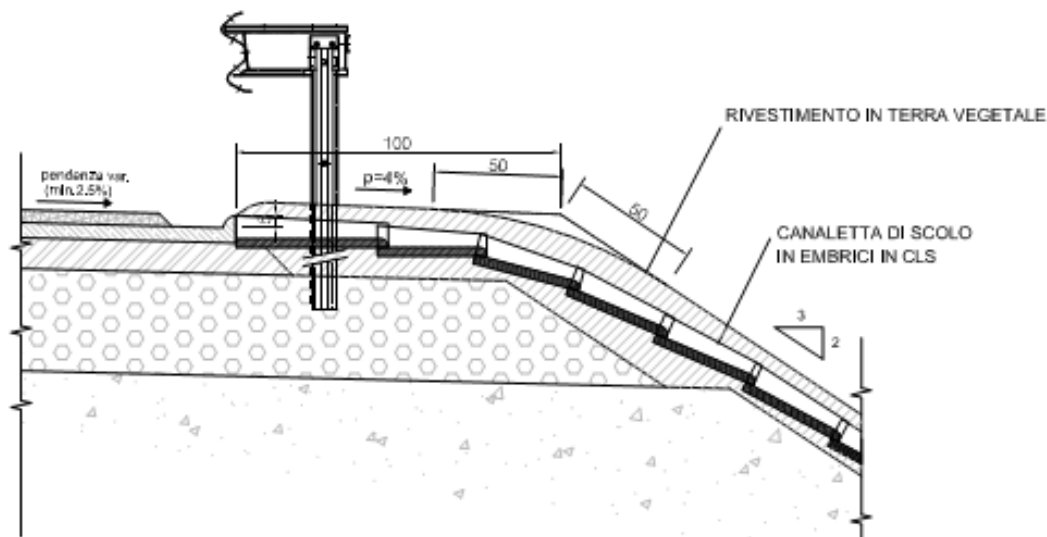 RIVESTIMENTO IN TERRA VEGETALE
100
50
pendenza var.
(min.2.5%)
p=4%
50
CANALETTA DI SCOLO
IN EMBRICI IN CLS
3
2